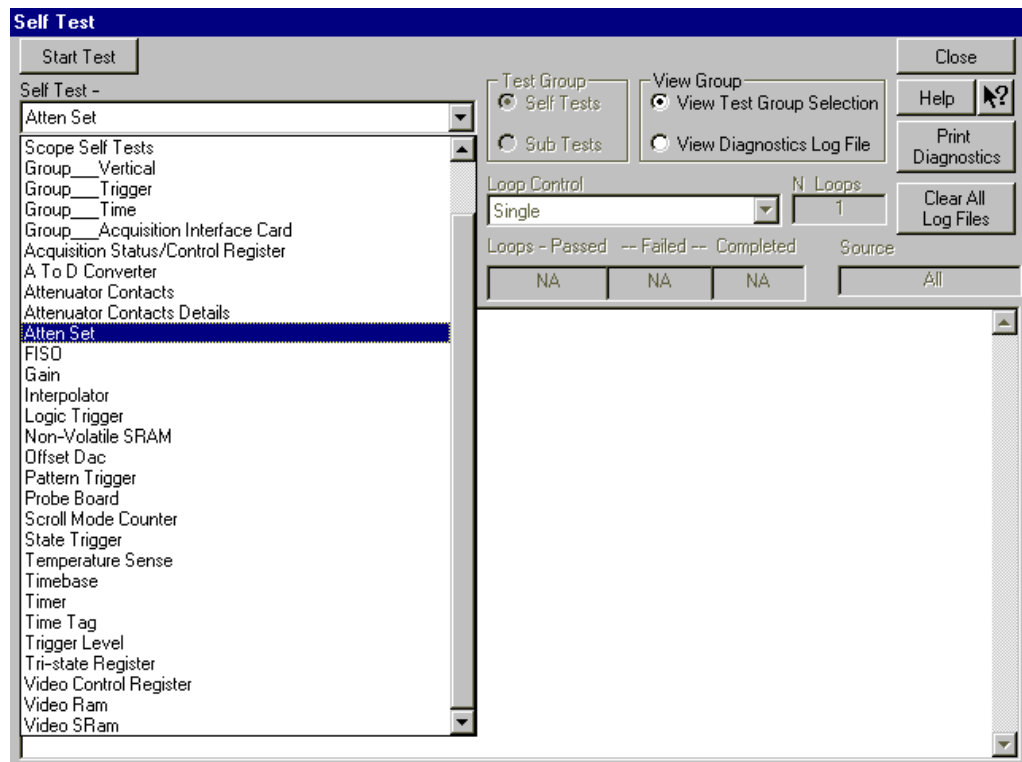 Self Test
Start Test
Close
Self Test -
Atten Set
Test Group
Self Tests
Sub Tests
View Group
View Test Group Selection
View Diagnostics Log File
Help
?
Print
Diagnostics
Clear All
Log Files
Loop Control
N Loops
Single
1
Loops - Passed -- Failed -- Completed
Source
NA
NA
NA
All
Scope Self Tests
Group___Vertical
Group___Trigger
Group___Time
Group___Acquisition Interface Card
Acquisition Status/Control Register
A To D Converter
Attenuator Contacts
Attenuator Contacts Details
Atten Set
FISO
Gain
Interpolator
Logic Trigger
Non-Volatile SRAM
Offset Dac
Pattern Trigger
Probe Board
Scroll Mode Counter
State Trigger
Temperature Sense
Timebase
Timer
Time Tag
Trigger Level
Tri-state Register
Video Control Register
Video Ram
Video SRam